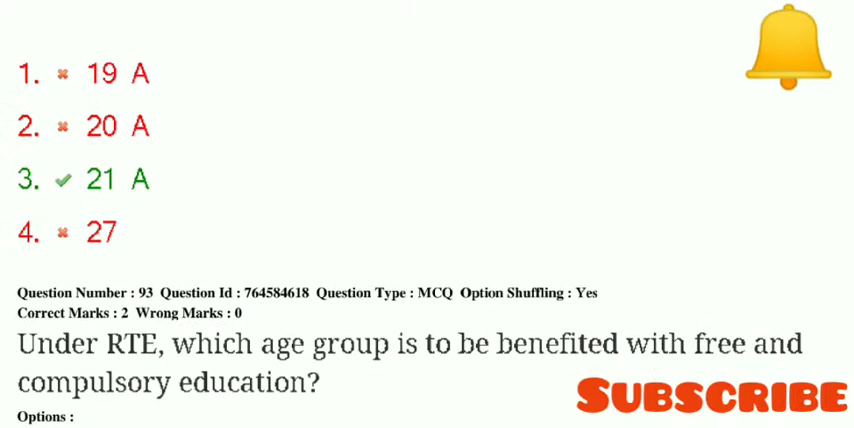 1. 19 A
2. 20 A
3. 21 A
4. 27
Question Number : 93 Question Id : 764584618 Question Type : MCQ Option Shuffling : Yes
Correct Marks : 2 Wrong Marks : 0
Under RTE, which age group is to be benefited with free and
compulsory education?
SUBSCRIBE
Options :